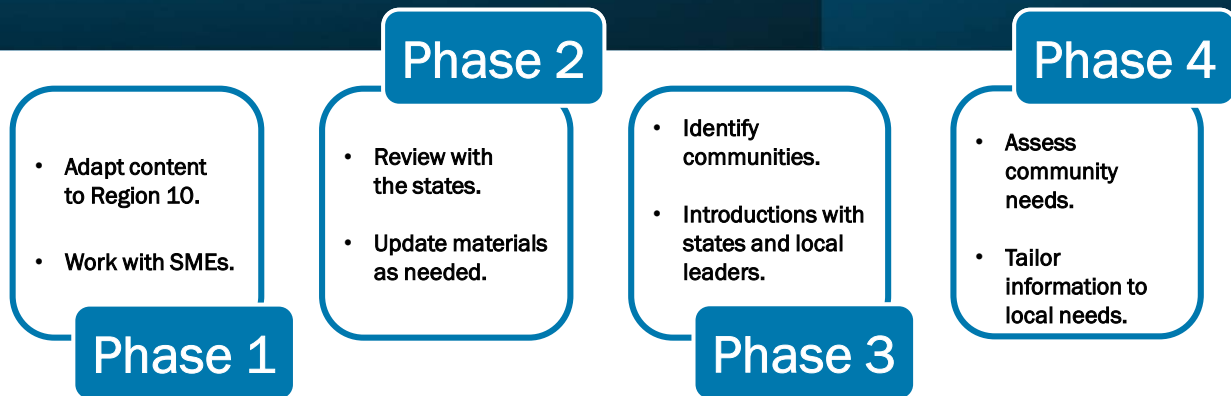 Phase 1
• Adapt content
to Region 10.
• Work with SMEs.
Phase 2
• Review with
the states.
• Update materials
as needed.
Phase 3
• Identify
communities.
• Introductions with
states and local
leaders.
Phase 4
• Assess
community
needs.
• Tailor
information to
local needs.